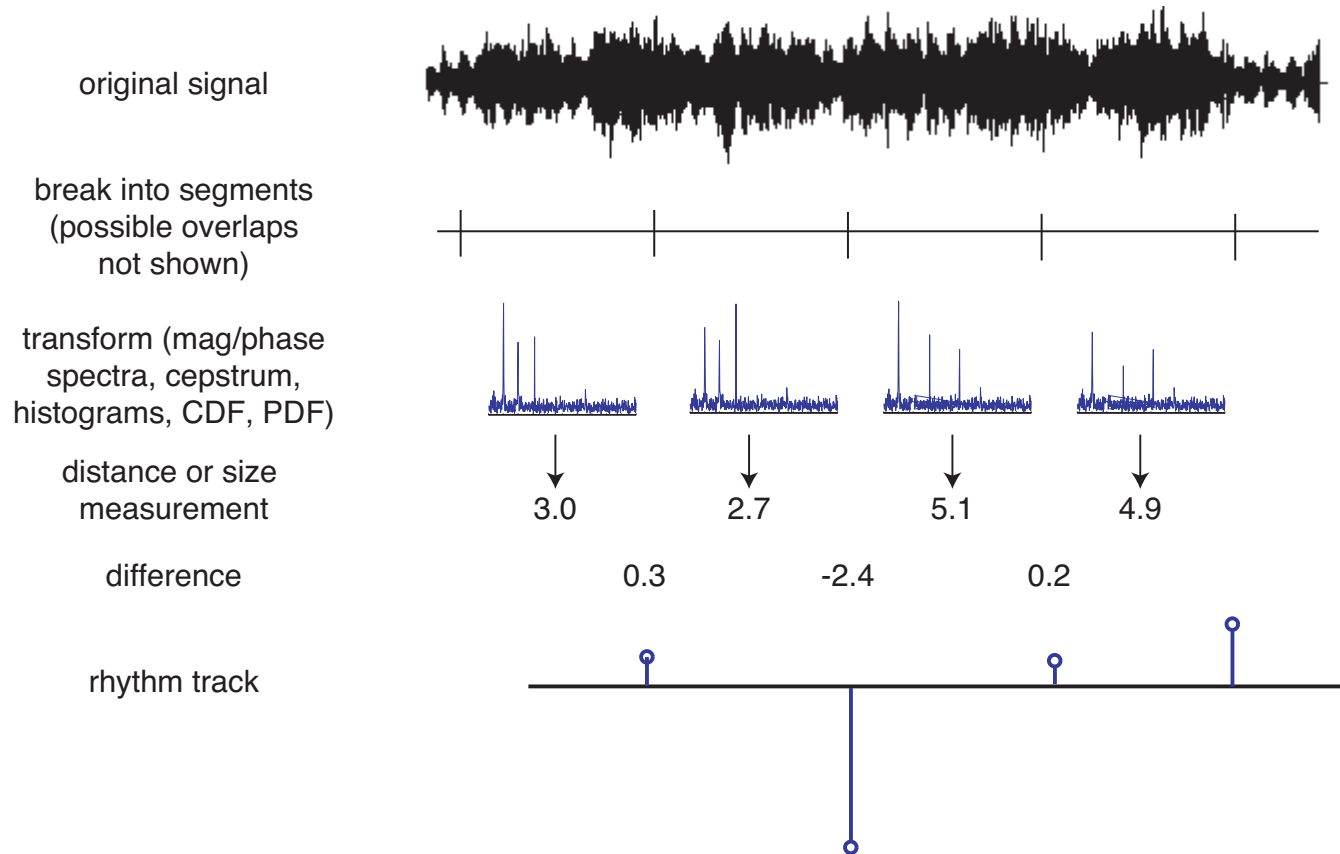 original signal
break into segments
(possible overlaps
not shown)
transform (mag/phase
spectra, cepstrum,
histograms, CDF, PDF)
distance or size
measurement
3.0 2.7 5.1 4.9
difference
0.3 -2.4 0.2
rhythm track